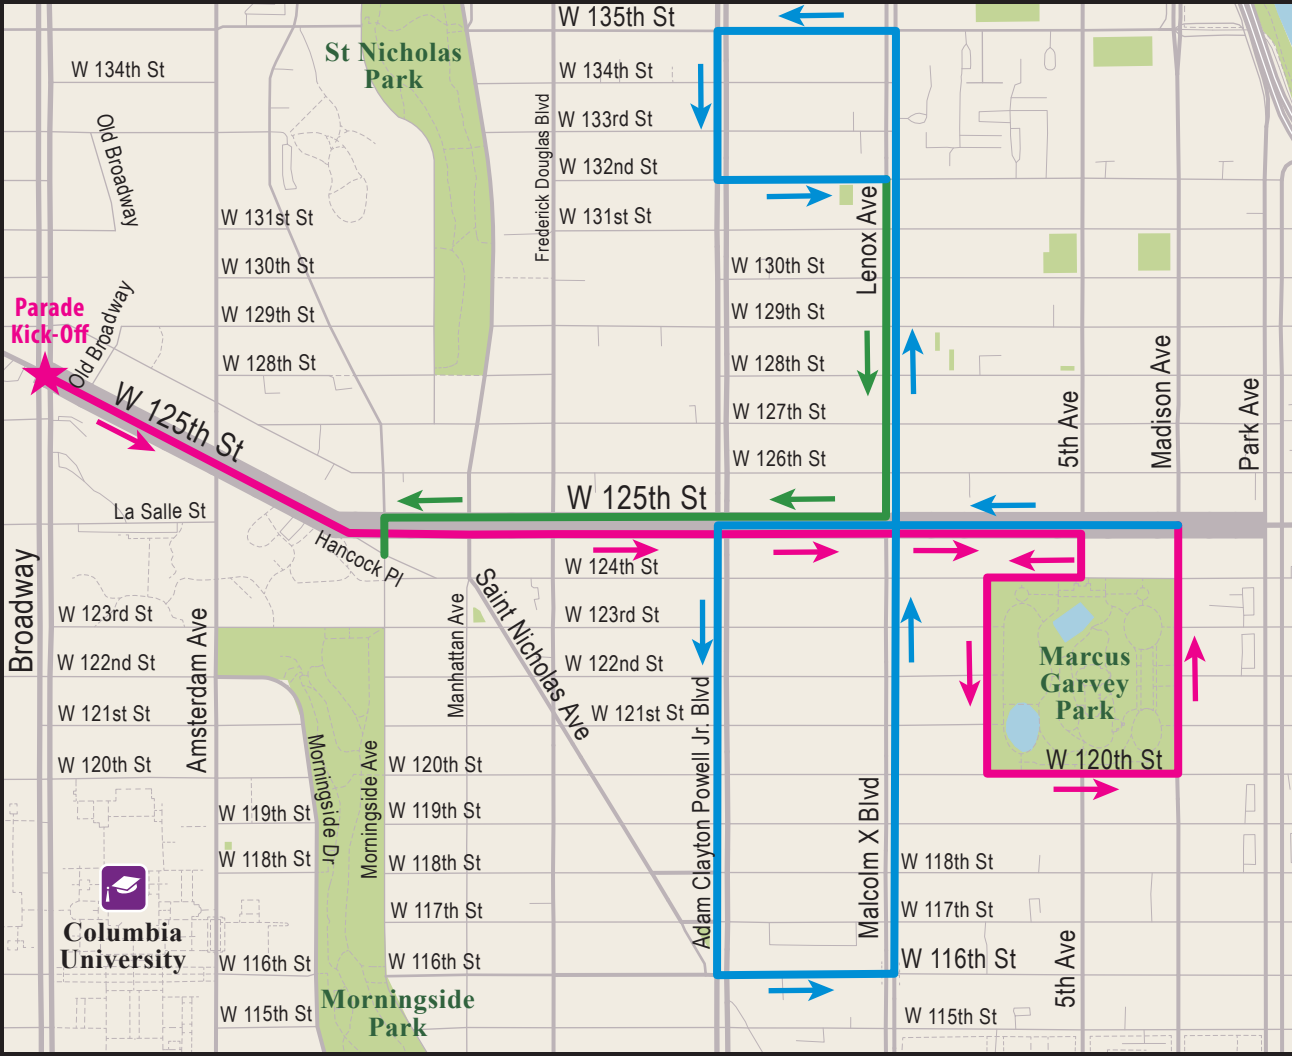 W 135th St
St Nicholas
Park
W 134th St
W 134th St
Old Broadway
Frederick Douglas Blvd
W 133rd St
W 132nd St
W 131st St
W 131st St
Lenox Ave
W 130th St
W 130th St
Parade
Kick-Off
Old Broadway
W 129th St
W 129th St
W 128th St
W 128th St
W 125th St
W 127th St
5th Ave
Madison Ave
Park Ave
W 126th St
La Salle St
W 125th St
Hancock Pl
Broadway
W 124th St
Saint Nicholas Ave
W 123rd St
Amsterdam Ave
Manhattan Ave
W 123rd St
W 122nd St
W 122nd St
Marcus
Garvey
Park
W 121st St
W 121st St
Adam Clayton Powell Jr. Blvd
W 120th St
Morningside Dr
Morningside Ave
W 120th St
W 120th St
W 119th St
W 119th St
Malcolm X Blvd
W 118th St
W 118th St
W 118th St
W 117th St
W 117th St
Columbia
University
W 116th St
W 116th St
W 116th St
5th Ave
Morningside
Park
W 115th St
W 115th St